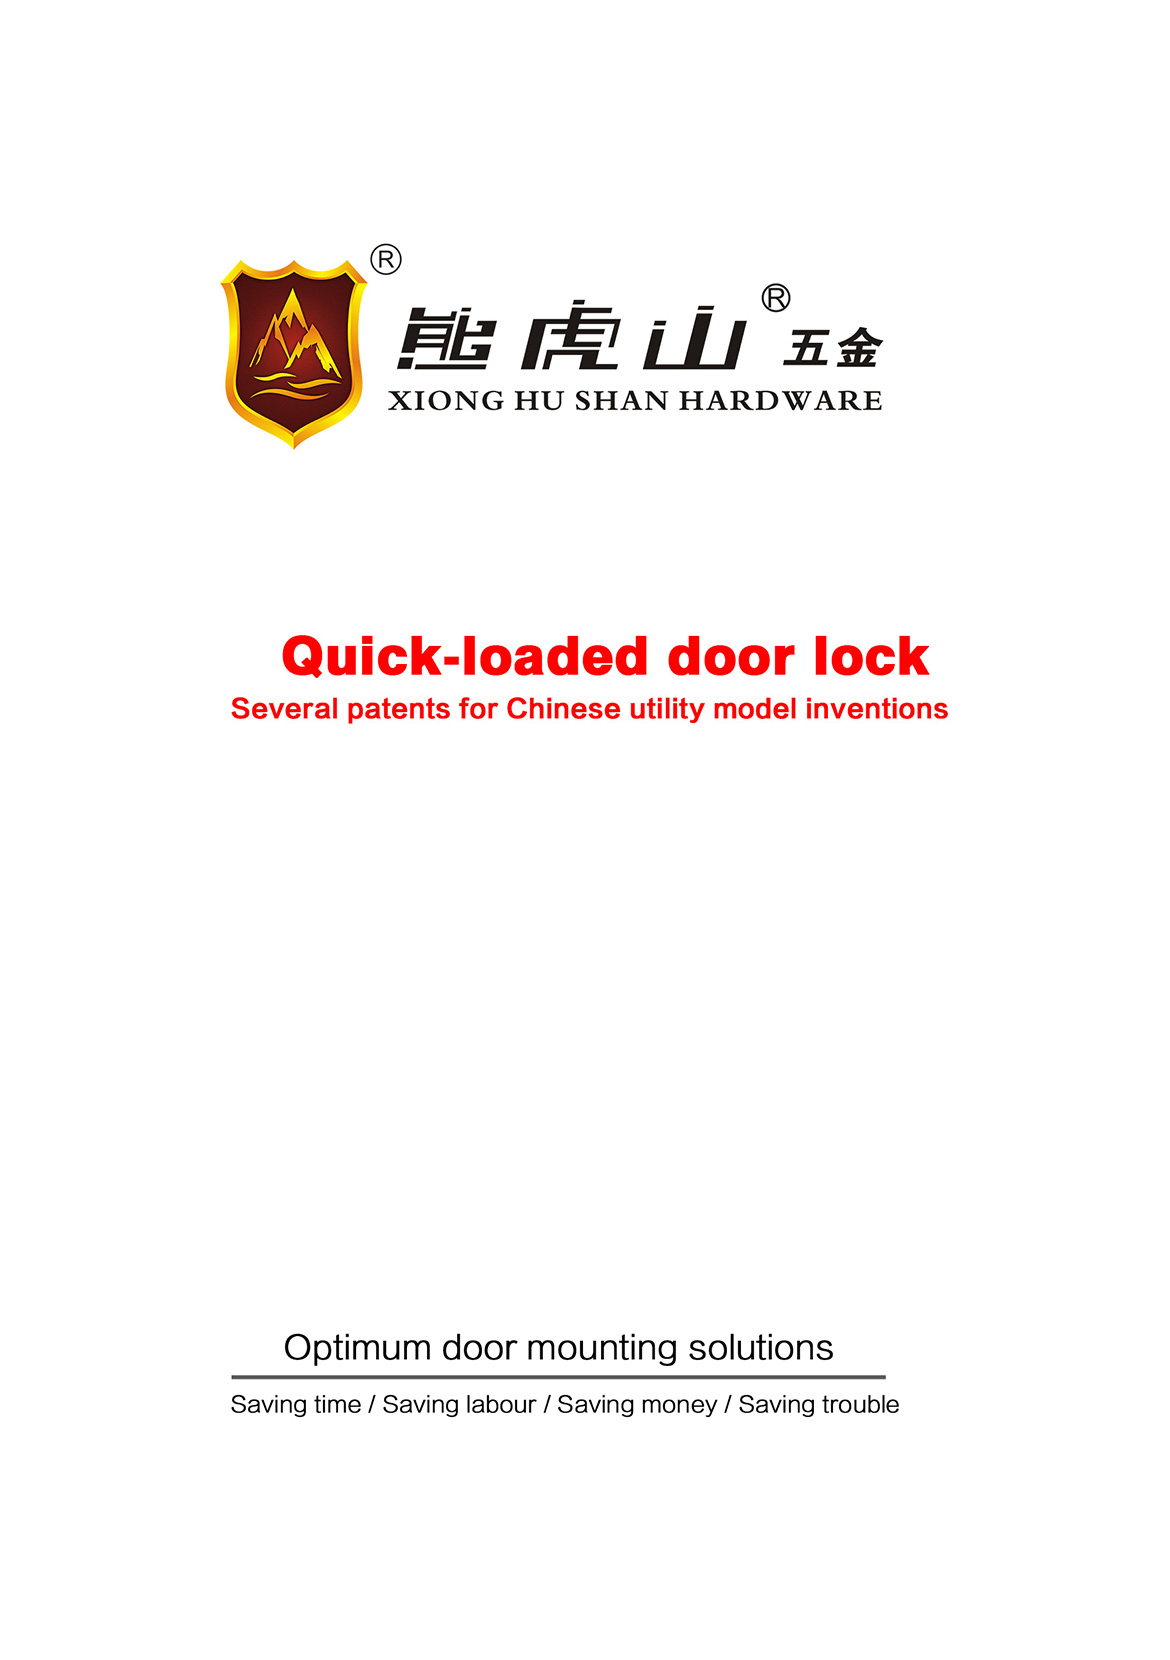 ®
熊虎山® 五金
XIONG HU SHAN HARDWARE
Quick-loaded door lock
Several patents for Chinese utility model inventions
Optimum door mounting solutions
Saving time / Saving labour / Saving money / Saving trouble